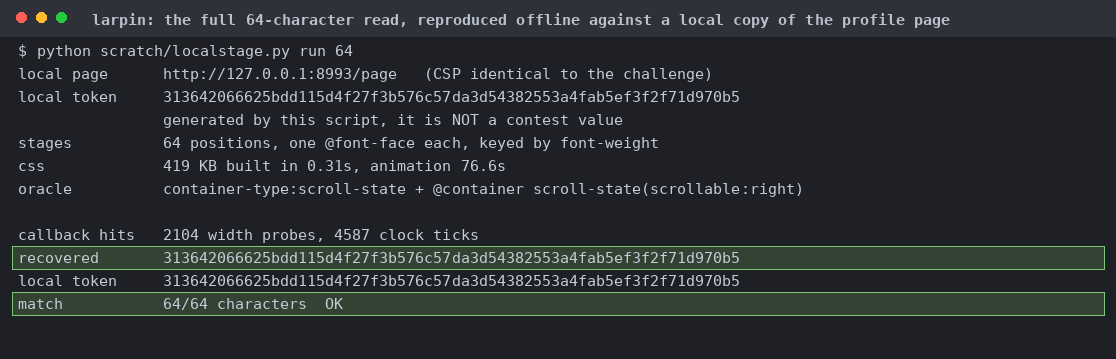 larpin: the full 64-character read, reproduced offline against a local copy of the profile page
$ python scratch/localstage.py run 64
local page http://127.0.0.1:8993/page (CSP identical to the challenge)
local token 313642066625bdd115d4f27f3b576c57da3d54382553a4fab5ef3f2f71d970b5
generated by this script, it is NOT a contest value
stages 64 positions, one @font-face each, keyed by font-weight
css 419 KB built in 0.31s, animation 76.6s
oracle container-type:scroll-state + @container scroll-state(scrollable:right)
callback hits 2104 width probes, 4587 clock ticks
recovered 313642066625bdd115d4f27f3b576c57da3d54382553a4fab5ef3f2f71d970b5
local token 313642066625bdd115d4f27f3b576c57da3d54382553a4fab5ef3f2f71d970b5
match 64/64 characters OK